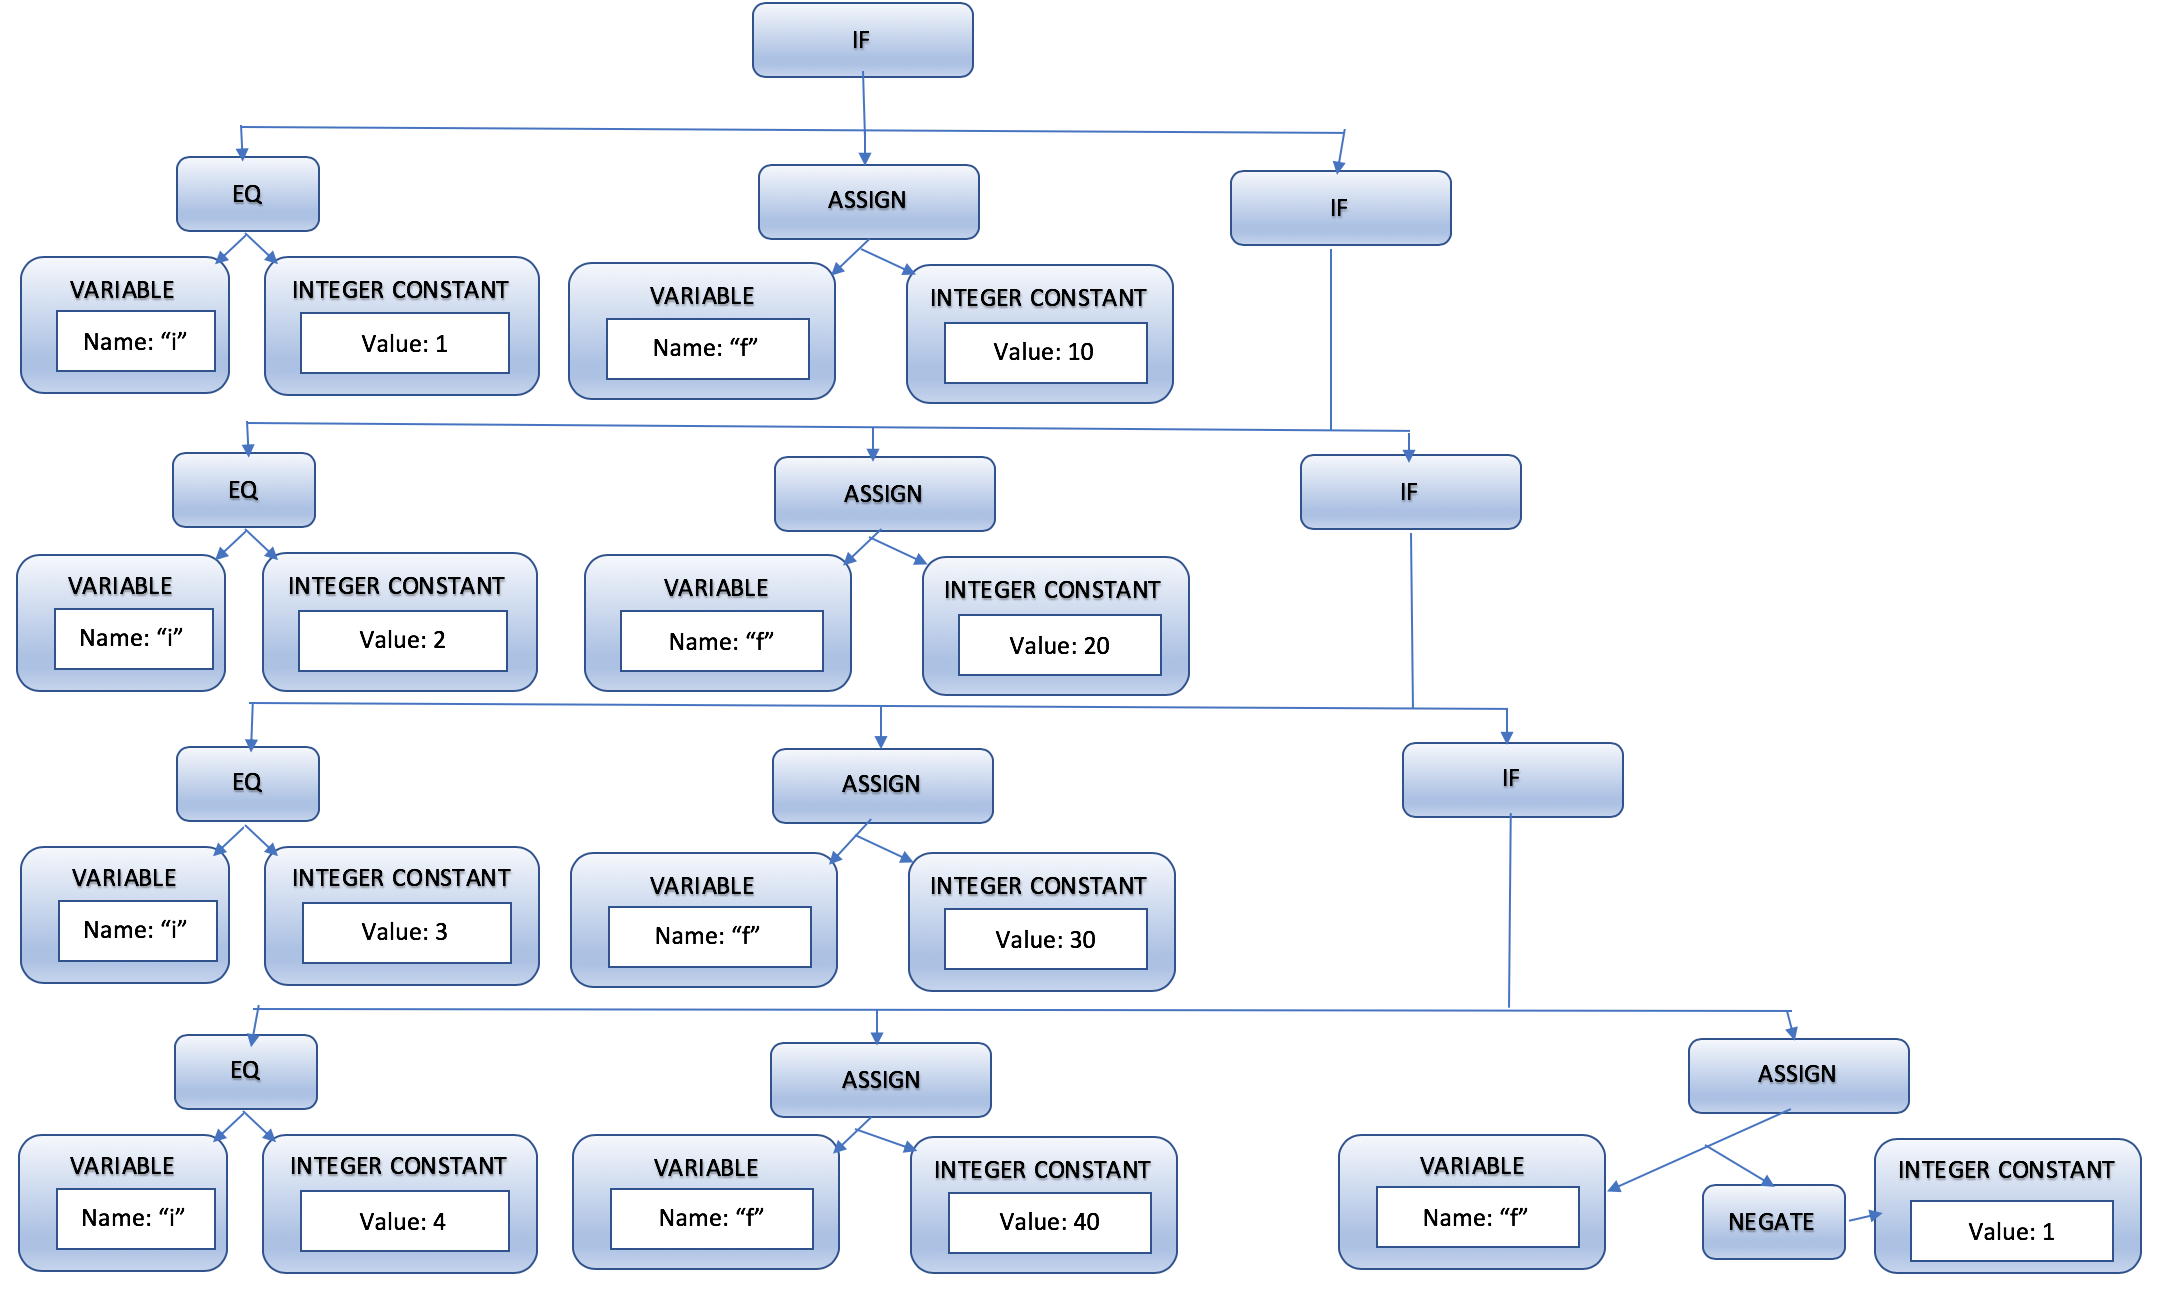 IF
EQ
ASSIGN
IF
VARIABLE
Name: “i”
INTEGER CONSTANT
Value: 1
VARIABLE
Name: “f”
INTEGER CONSTANT
Value: 10
EQ
ASSIGN
IF
VARIABLE
Name: “i”
INTEGER CONSTANT
Value: 2
VARIABLE
Name: “f”
INTEGER CONSTANT
Value: 20
EQ
ASSIGN
IF
VARIABLE
Name: “i”
INTEGER CONSTANT
Value: 3
VARIABLE
Name: “f”
INTEGER CONSTANT
Value: 30
EQ
ASSIGN
ASSIGN
VARIABLE
Name: “i”
INTEGER CONSTANT
Value: 4
VARIABLE
Name: “f”
INTEGER CONSTANT
Value: 40
VARIABLE
Name: “f”
NEGATE
INTEGER CONSTANT
Value: 1